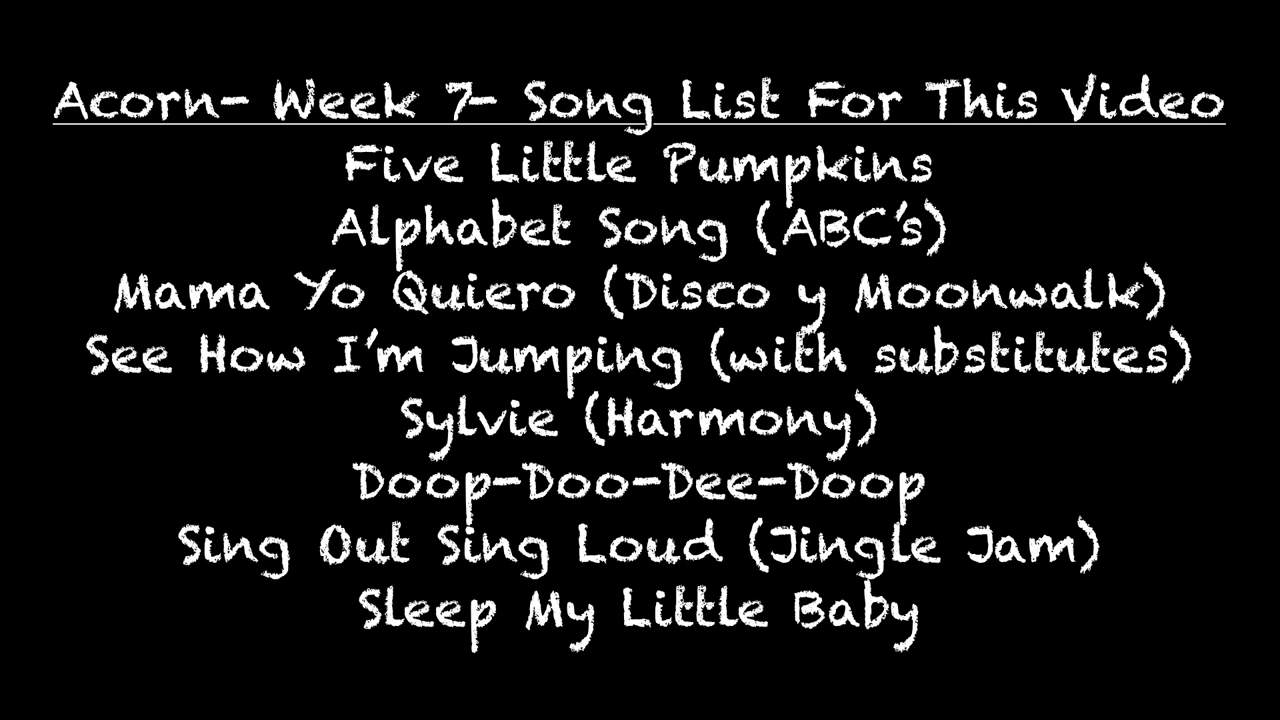 Acorn- Week 7- Song List For This Video
Five Little Pumpkins
Alphabet Song (ABC's)
Mama Yo Quiero (Disco y Moonwalk)
See How I'm Jumping (with substitutes)
Sylvie (Harmony)
Doop-Doo-Dee-Doop
Sing Out Sing Loud (Jingle Jam)
Sleep My Little Baby